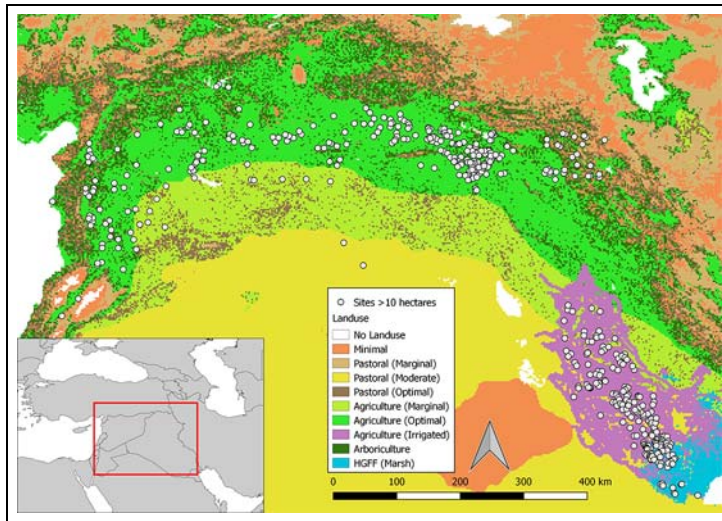 Sites >10 hectares
Landuse
No Landuse
Minimal
Pastoral (Marginal)
Pastoral (Moderate)
Pastoral (Optimal)
Agriculture (Marginal)
Agriculture (Optimal)
Agriculture (Irrigated)
Arboriculture
HGFF (Marsh)
0 100 200 300 400 km